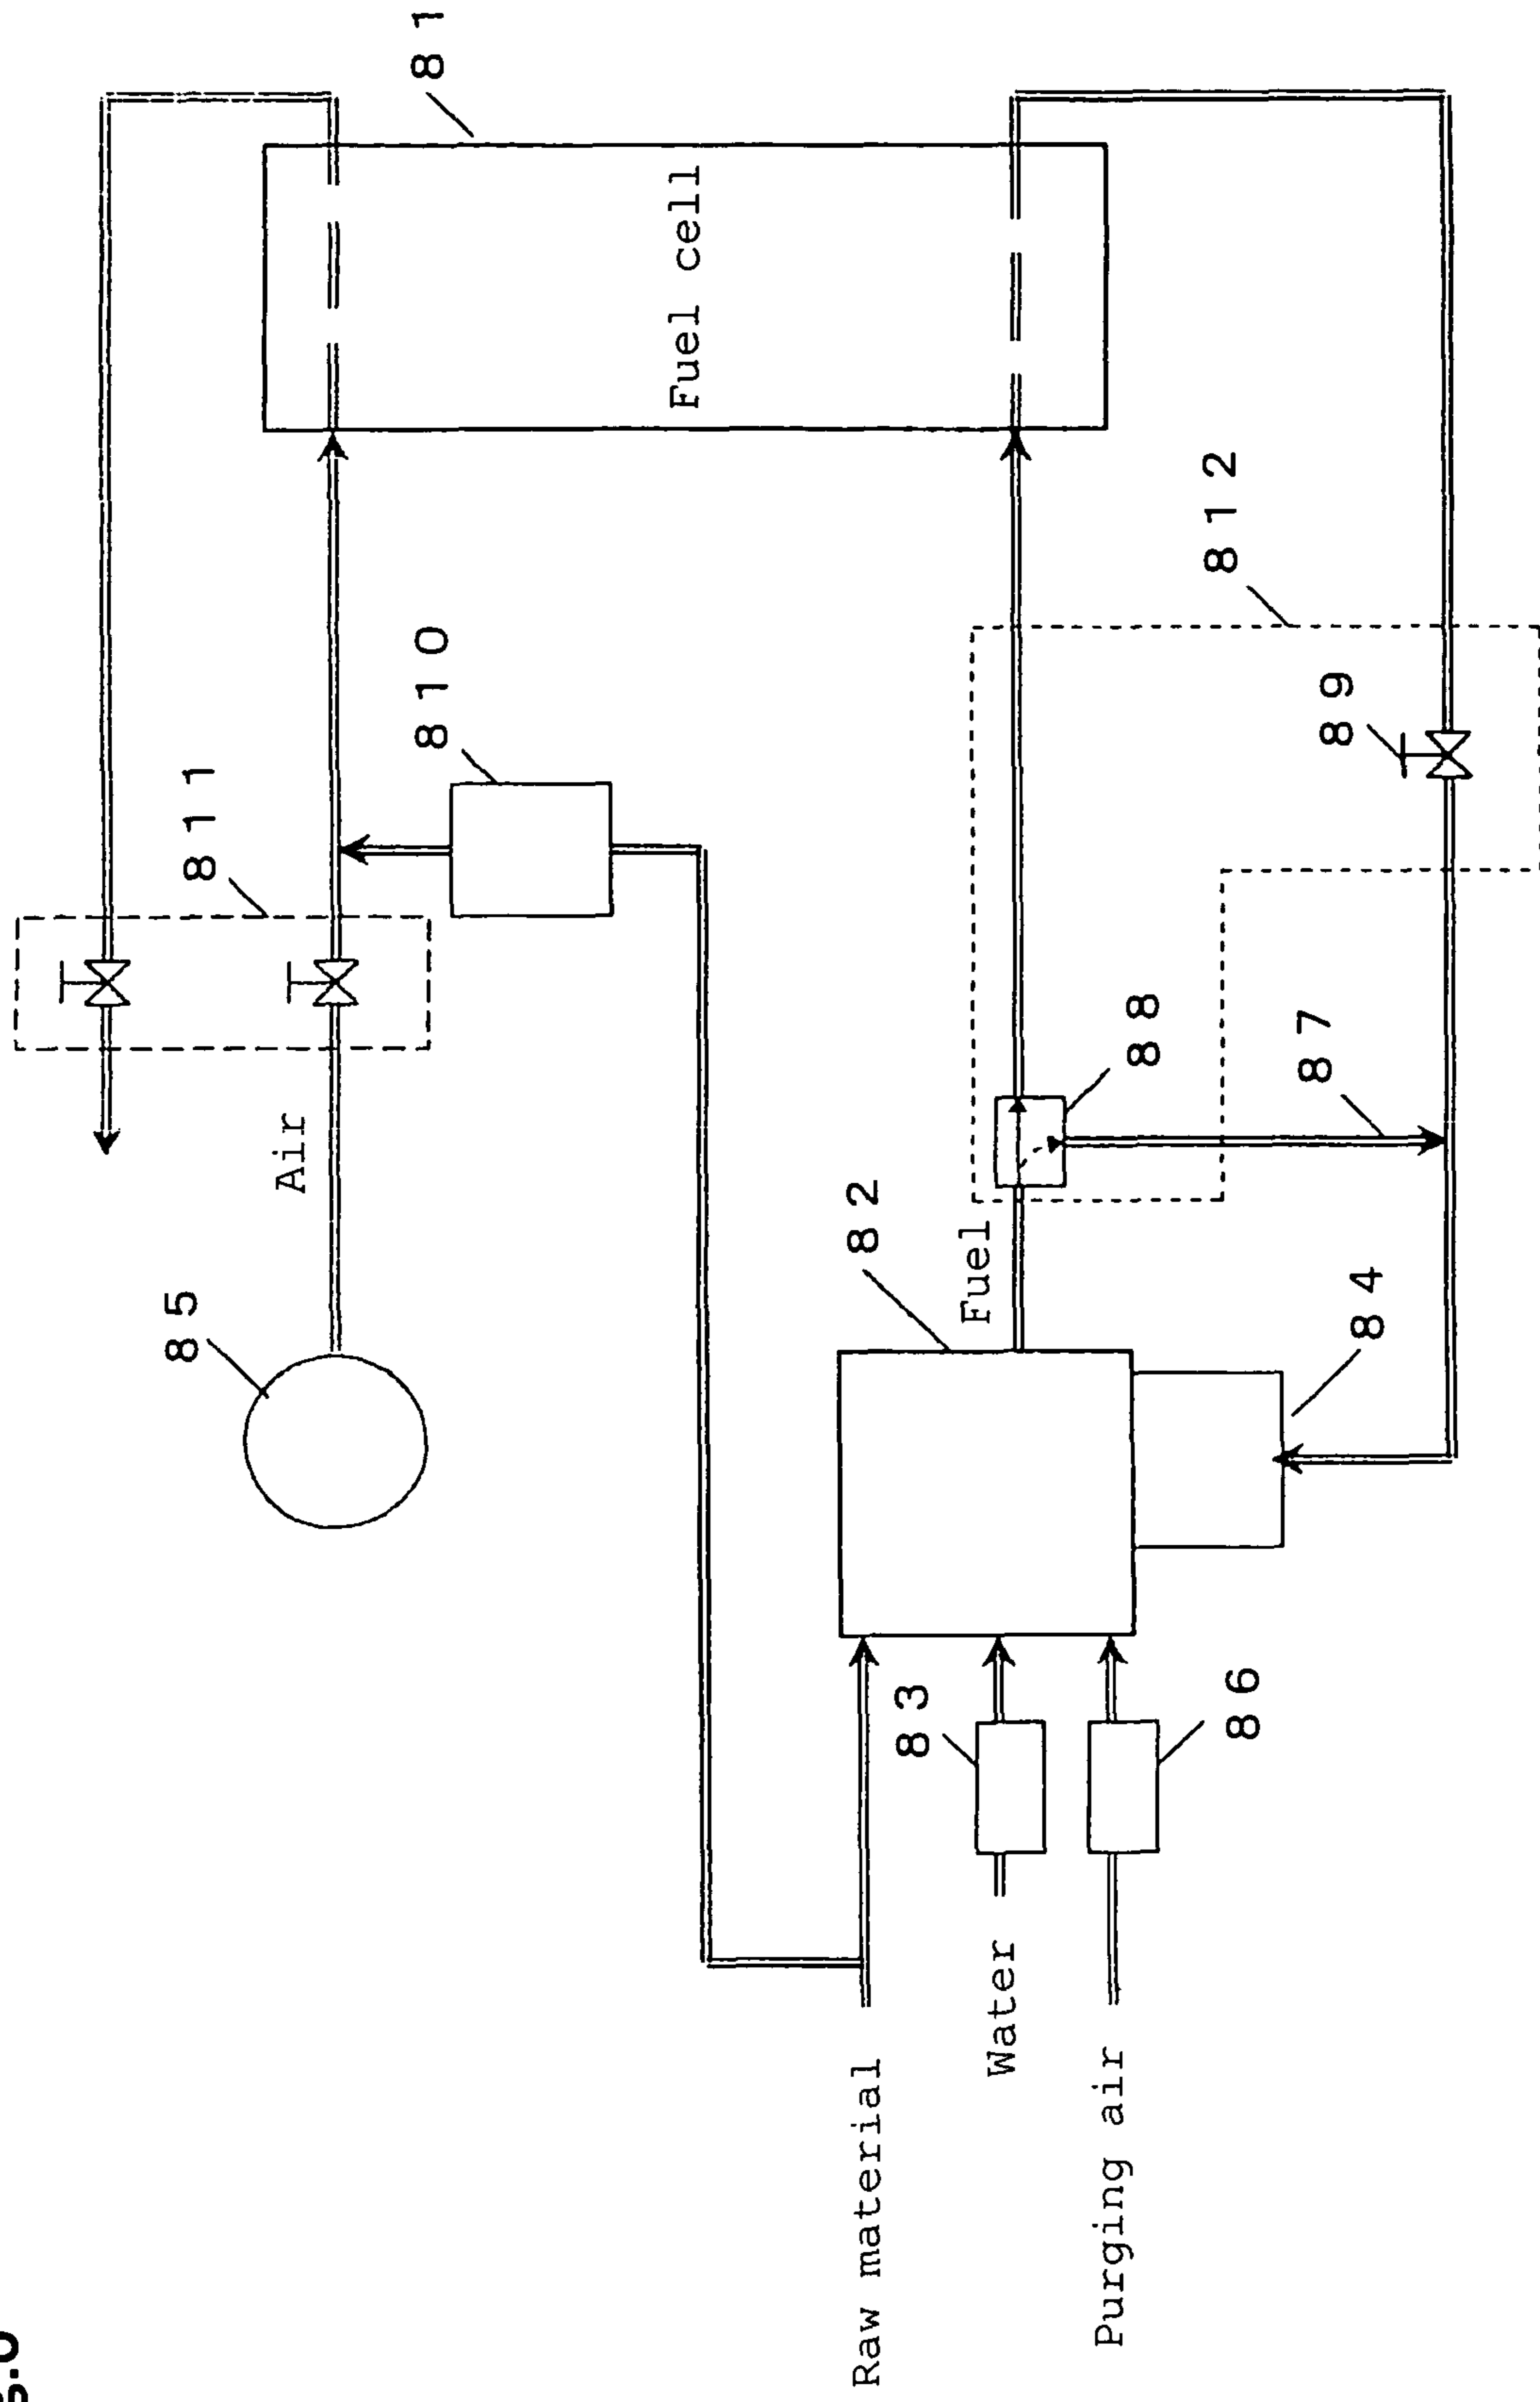 81
Fuel cell
811
810
Air
85
812
89
88
87
Fuel
82
84
83
86
Raw material
Water
Purging air